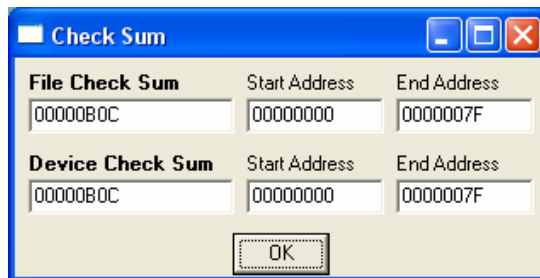 Check Sum
File Check Sum Start Address End Address
00000B0C 00000000 0000007F
Device Check Sum Start Address End Address
00000B0C 00000000 0000007F
OK